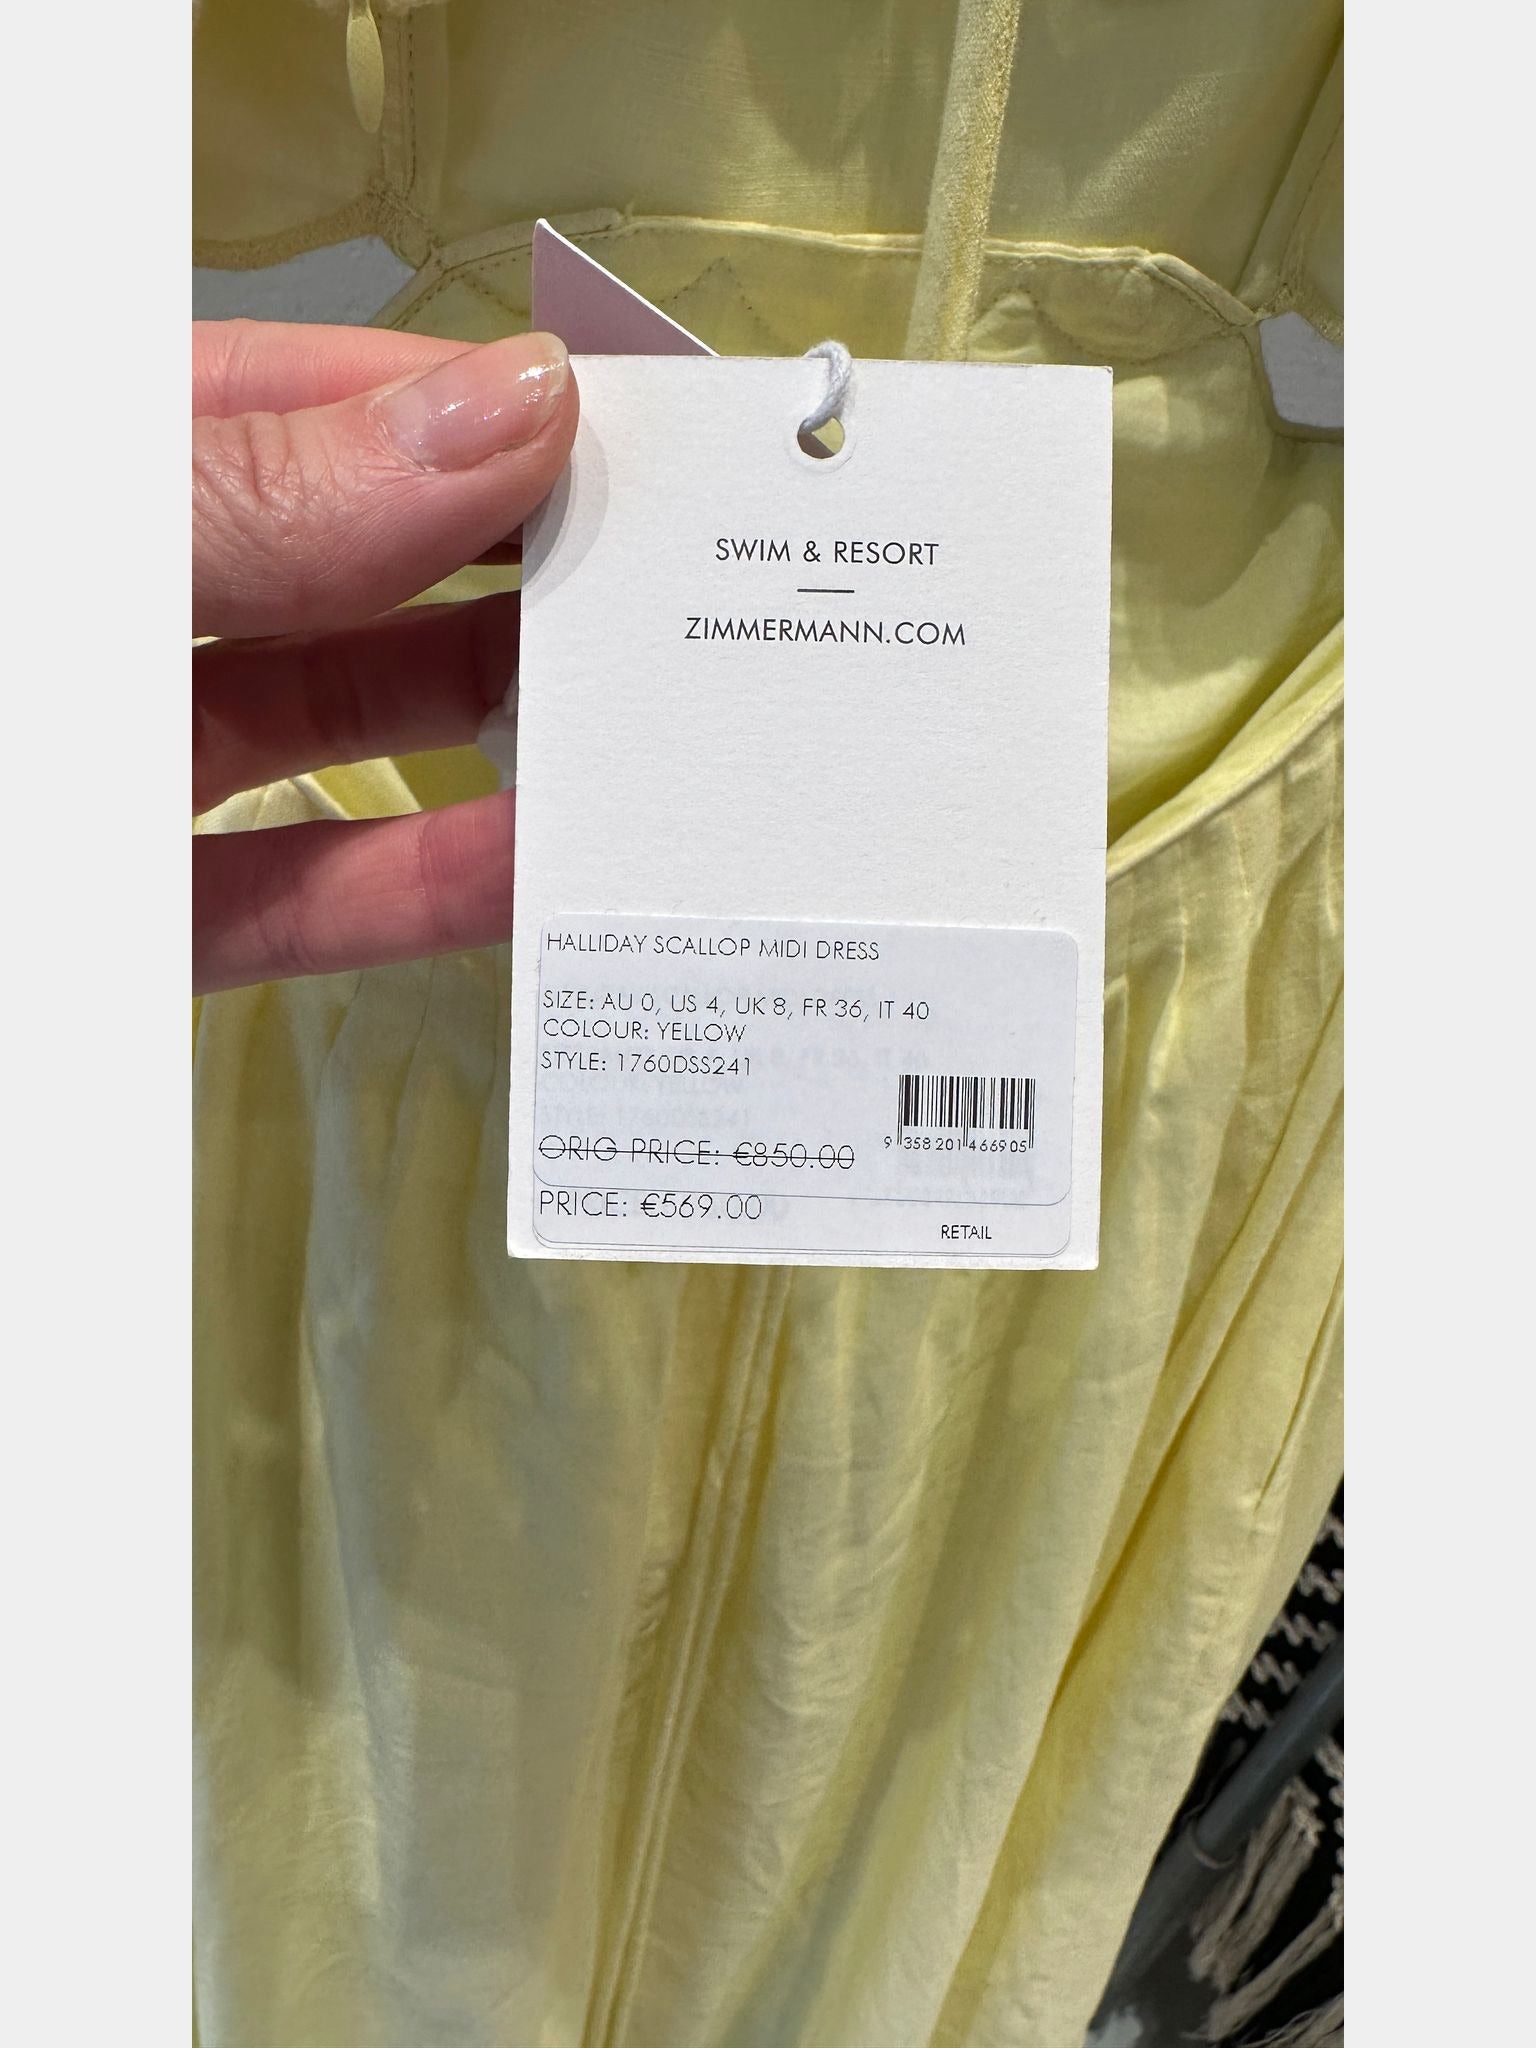 SWIM & RESORT
ZIMMERMANN.COM
HALLIDAY SCALLOP MIDI DRESS
SIZE: AU 0, US 4, UK 8, FR 36, IT 40
COLOUR: YELLOW
STYLE: 1760DSS241
ORIG PRICE: €850.00
9 358201 466905
PRICE: €569.00
RETAIL